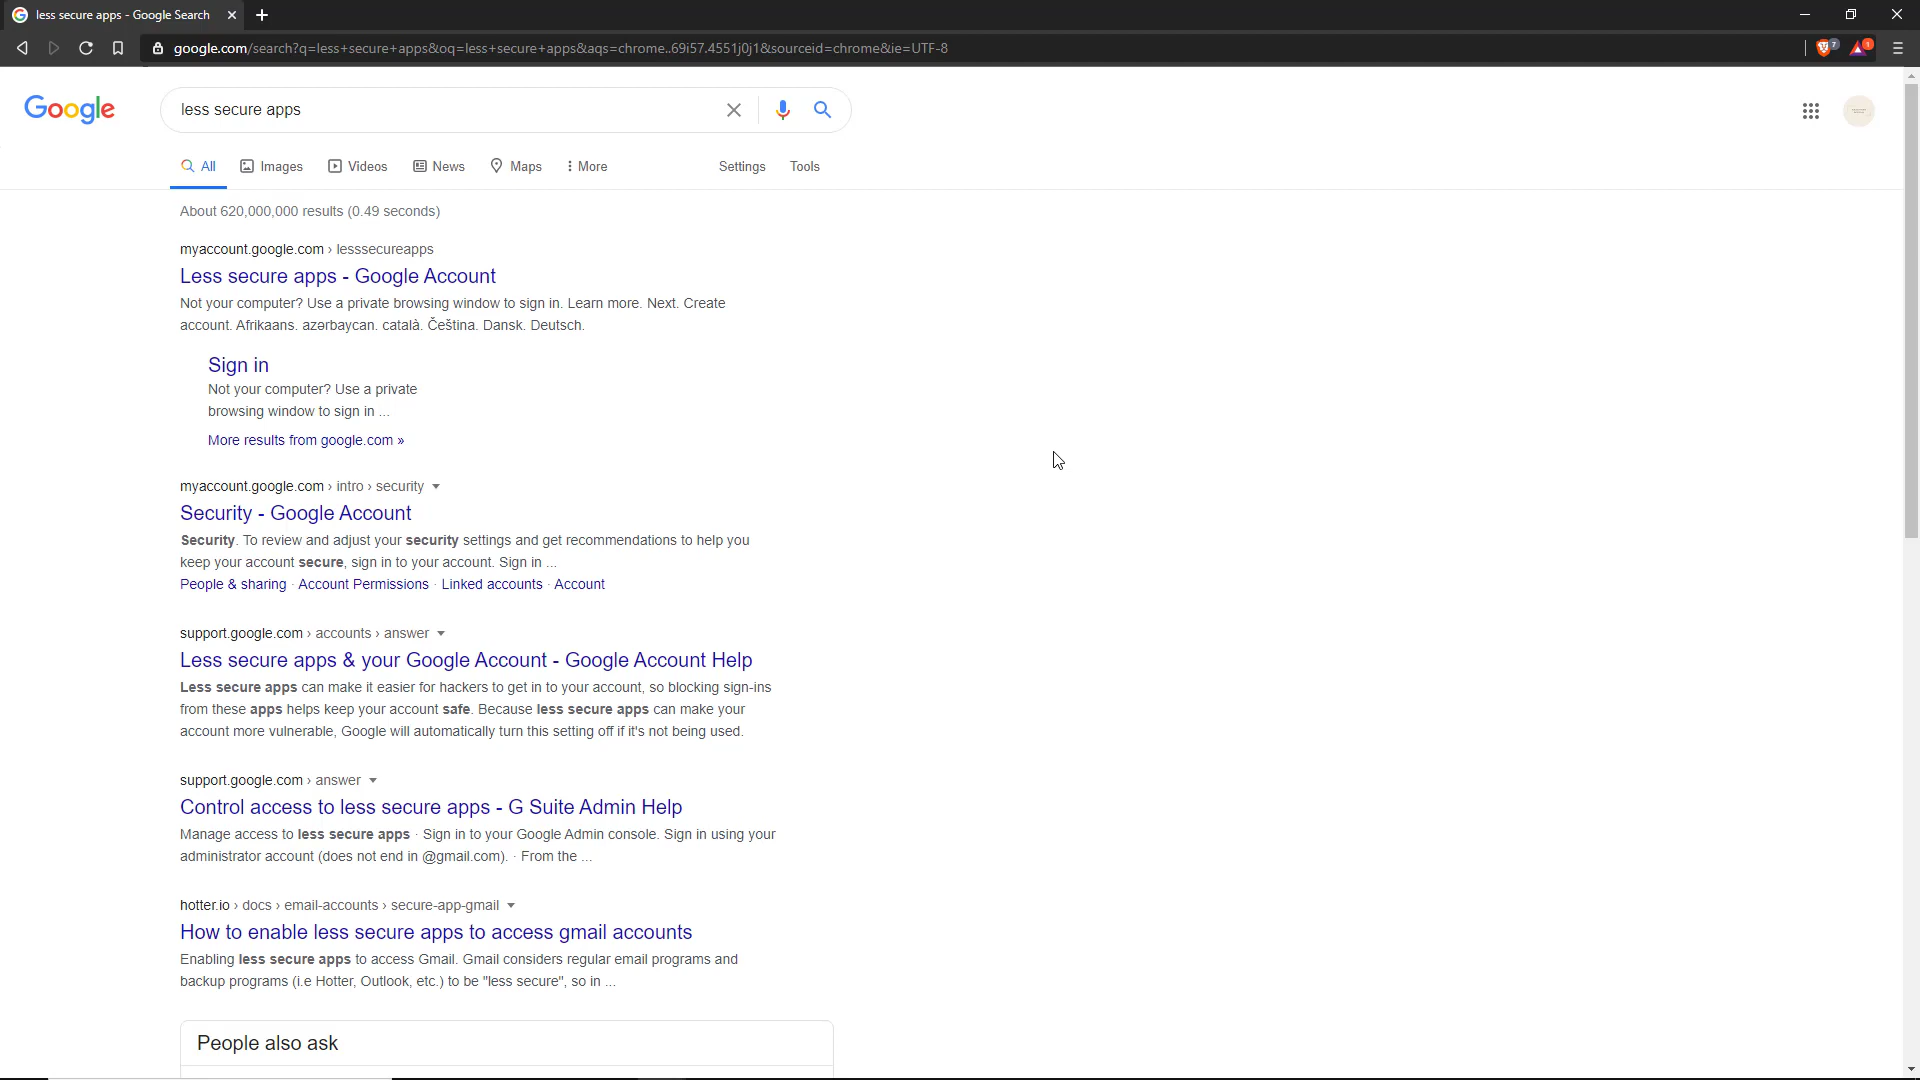 less secure apps - Google Search
google.com/search?q=less+secure+apps&oq=less+secure+apps&aqs=chrome..69i57.4551j0j1&sourceid=chrome&ie=UTF-8
7
1
Google
less secure apps
All Images Videos News Maps More Settings Tools
About 620,000,000 results (0.49 seconds)
myaccount.google.com › lesssecureapps
Less secure apps - Google Account
Not your computer? Use a private browsing window to sign in. Learn more. Next. Create
account. Afrikaans. azərbaycan. català. Čeština. Dansk. Deutsch.
Sign in
Not your computer? Use a private
browsing window to sign in ...
More results from google.com »
myaccount.google.com › intro › security
Security - Google Account
Security. To review and adjust your security settings and get recommendations to help you
keep your account secure, sign in to your account. Sign in ...
People & sharing · Account Permissions · Linked accounts · Account
support.google.com › accounts › answer
Less secure apps & your Google Account - Google Account Help
Less secure apps can make it easier for hackers to get in to your account, so blocking sign-ins
from these apps helps keep your account safe. Because less secure apps can make your
account more vulnerable, Google will automatically turn this setting off if it's not being used.
support.google.com › answer
Control access to less secure apps - G Suite Admin Help
Manage access to less secure apps · Sign in to your Google Admin console. Sign in using your
administrator account (does not end in @gmail.com). · From the ...
hotter.io › docs › email-accounts › secure-app-gmail
How to enable less secure apps to access gmail accounts
Enabling less secure apps to access Gmail. Gmail considers regular email programs and
backup programs (i.e Hotter, Outlook, etc.) to be "less secure", so in ...
People also ask